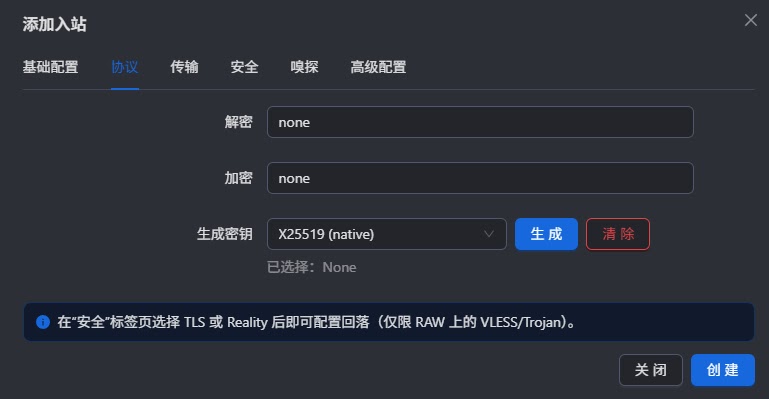 添加入站
基础配置 协议 传输 安全 嗅探 高级配置
解密 none
加密 none
生成密钥 X25519 (native) 生 成 清 除
已选择：None
在“安全”标签页选择 TLS 或 Reality 后即可配置回落（仅限 RAW 上的 VLESS/Trojan）。
关 闭 创 建